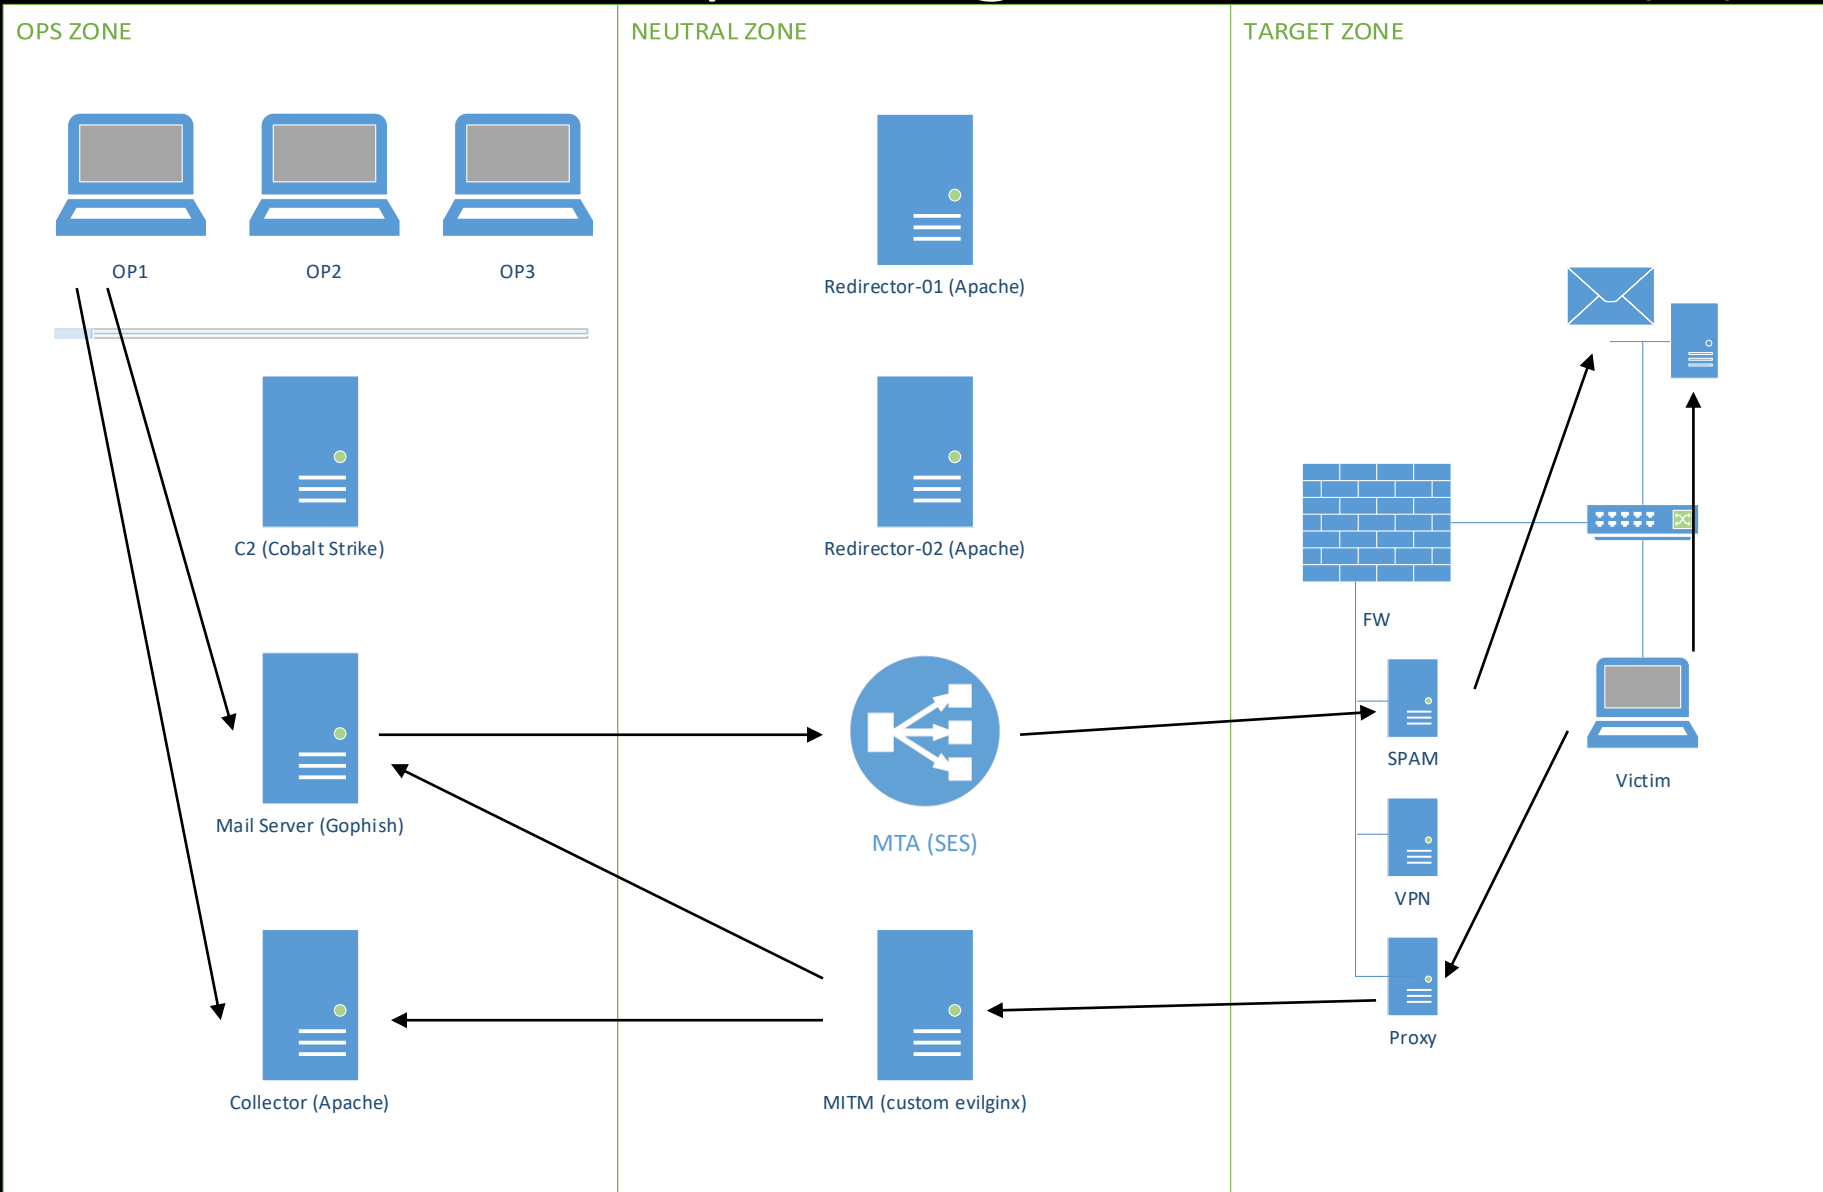 OPS ZONE
NEUTRAL ZONE
TARGET ZONE
OP1
OP2
OP3
Redirector-01 (Apache)
C2 (Cobalt Strike)
Redirector-02 (Apache)
FW
SPAM
Victim
Mail Server (Gophish)
MTA (SES)
VPN
Proxy
Collector (Apache)
MITM (custom evilginx)